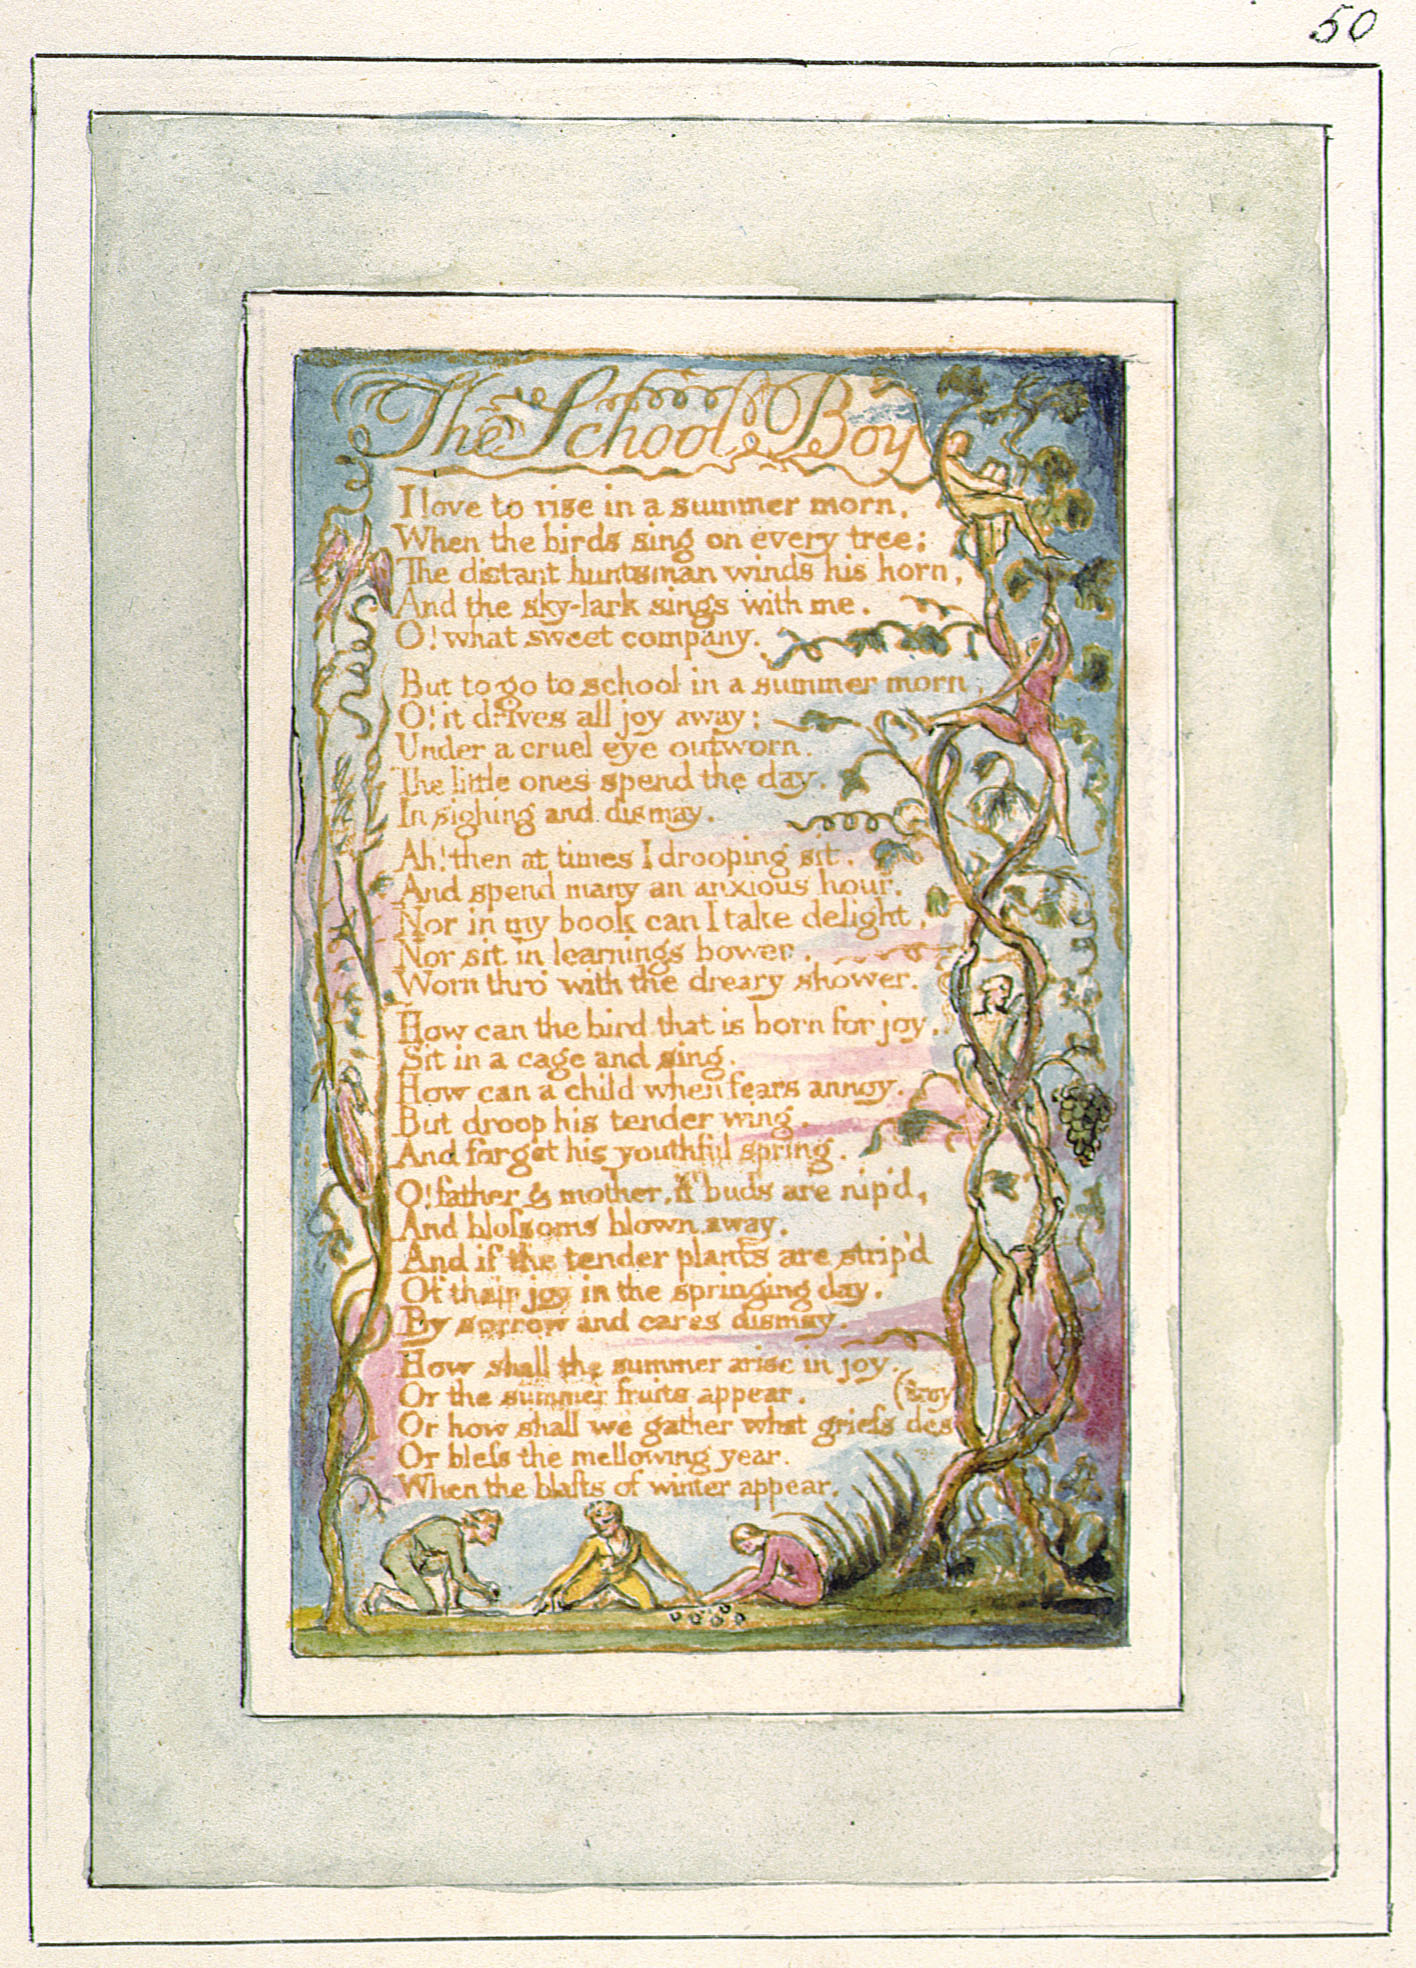 50
The School Boy
I love to rise in a summer morn,
When the birds sing on every tree;
The distant huntsman winds his horn,
And the sky-lark sings with me.
O! what sweet company.
But to go to school in a summer morn,
O! it drives all joy away;
Under a cruel eye outworn.
The little ones spend the day,
In sighing and dismay.
Ah! then at times I drooping sit,
And spend many an anxious hour.
Nor in my book can I take delight,
Nor sit in learnings bower,
Worn thro' with the dreary shower.
How can the bird that is born for joy,
Sit in a cage and sing.
How can a child when fears annoy.
But droop his tender wing.
And forget his youthful spring.
O! father & mother, if buds are nip'd,
And bloſsoms blown away,
And if the tender plants are strip'd
Of their joy in the springing day,
By sorrow and cares dismay.
How shall the summer arise in joy.
Or the summer fruits appear.
(troy
Or how shall we gather what griefs des
Or bleſs the mellowing year.
When the blaſts of winter appear.